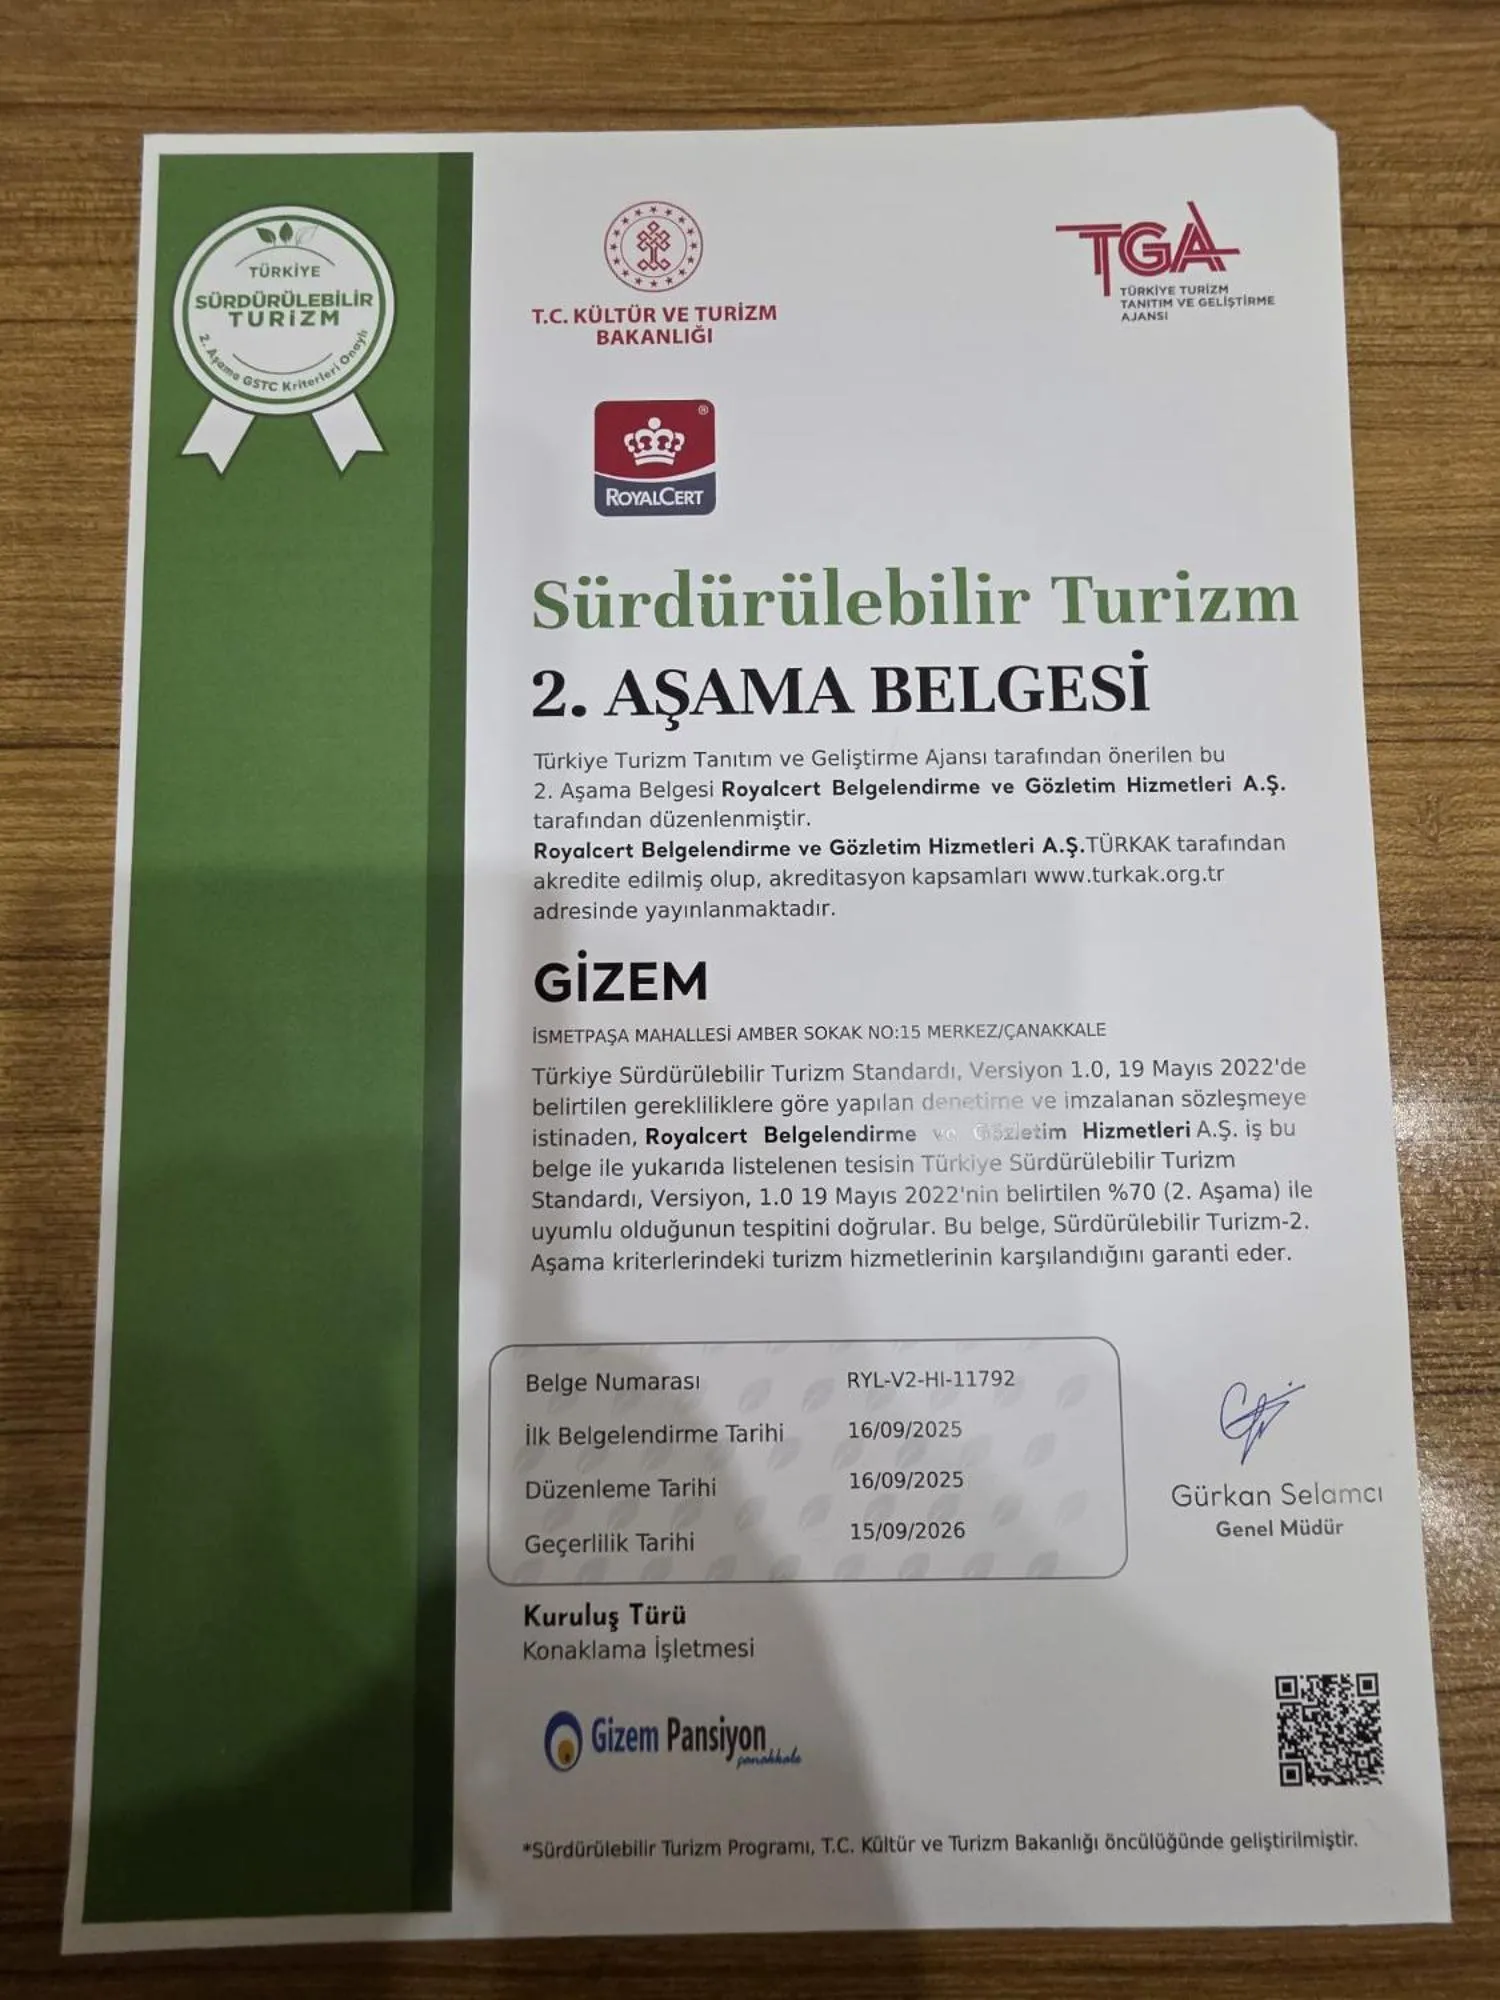 TÜRKİYE
SÜRDÜRÜLEBİLİR
TURİZM
2. Aşama GSTC Kriterleri Onaylı
T.C. KÜLTÜR VE TURİZM
BAKANLIĞI
TGA
TÜRKİYE TURİZM
TANITIM VE GELİŞTİRME
AJANSI
®
ROYALCERT
Sürdürülebilir Turizm
2. AŞAMA BELGESİ
Türkiye Turizm Tanıtım ve Geliştirme Ajansı tarafından önerilen bu
2. Aşama Belgesi Royalcert Belgelendirme ve Gözletim Hizmetleri A.Ş.
tarafından düzenlenmiştir.
Royalcert Belgelendirme ve Gözletim Hizmetleri A.Ş.TÜRKAK tarafından
akredite edilmiş olup, akreditasyon kapsamları www.turkak.org.tr
adresinde yayınlanmaktadır.
GİZEM
İSMETPAŞA MAHALLESİ AMBER SOKAK NO:15 MERKEZ/ÇANAKKALE
Türkiye Sürdürülebilir Turizm Standardı, Versiyon 1.0, 19 Mayıs 2022'de
belirtilen gerekliliklere göre yapılan denetime ve imzalanan sözleşmeye
istinaden, Royalcert Belgelendirme ve Gözletim Hizmetleri A.Ş. iş bu
belge ile yukarıda listelenen tesisin Türkiye Sürdürülebilir Turizm
Standardı, Versiyon, 1.0 19 Mayıs 2022'nin belirtilen %70 (2. Aşama) ile
uyumlu olduğunun tespitini doğrular. Bu belge, Sürdürülebilir Turizm-2.
Aşama kriterlerindeki turizm hizmetlerinin karşılandığını garanti eder.
Belge Numarası RYL-V2-HI-11792
İlk Belgelendirme Tarihi 16/09/2025
Düzenleme Tarihi 16/09/2025
Geçerlilik Tarihi 15/09/2026
Gürkan Selamcı
Genel Müdür
Kuruluş Türü
Konaklama İşletmesi
Gizem Pansiyon
çanakkale
*Sürdürülebilir Turizm Programı, T.C. Kültür ve Turizm Bakanlığı öncülüğünde geliştirilmiştir.